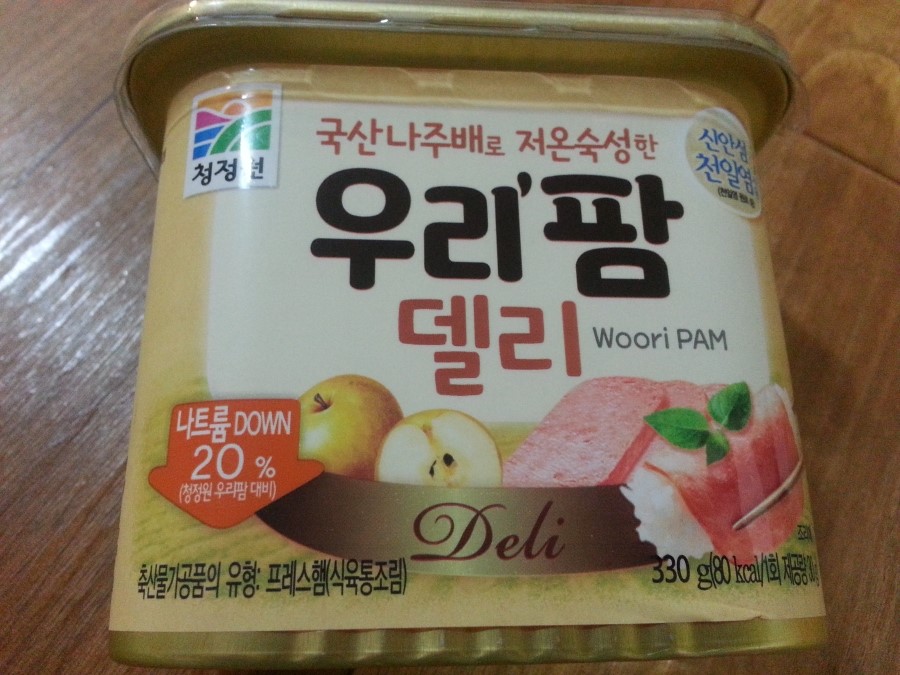 청정원
국산 나주배로 저온숙성한
신안섬
천일염
우리'팜
델리
Woori PAM
나트륨 DOWN
20 %
(청정원 우리팜 대비)
Deli
축산물가공품의 유형: 프레스햄(식육통조림)
330 g(80 kcal/1회 제공량